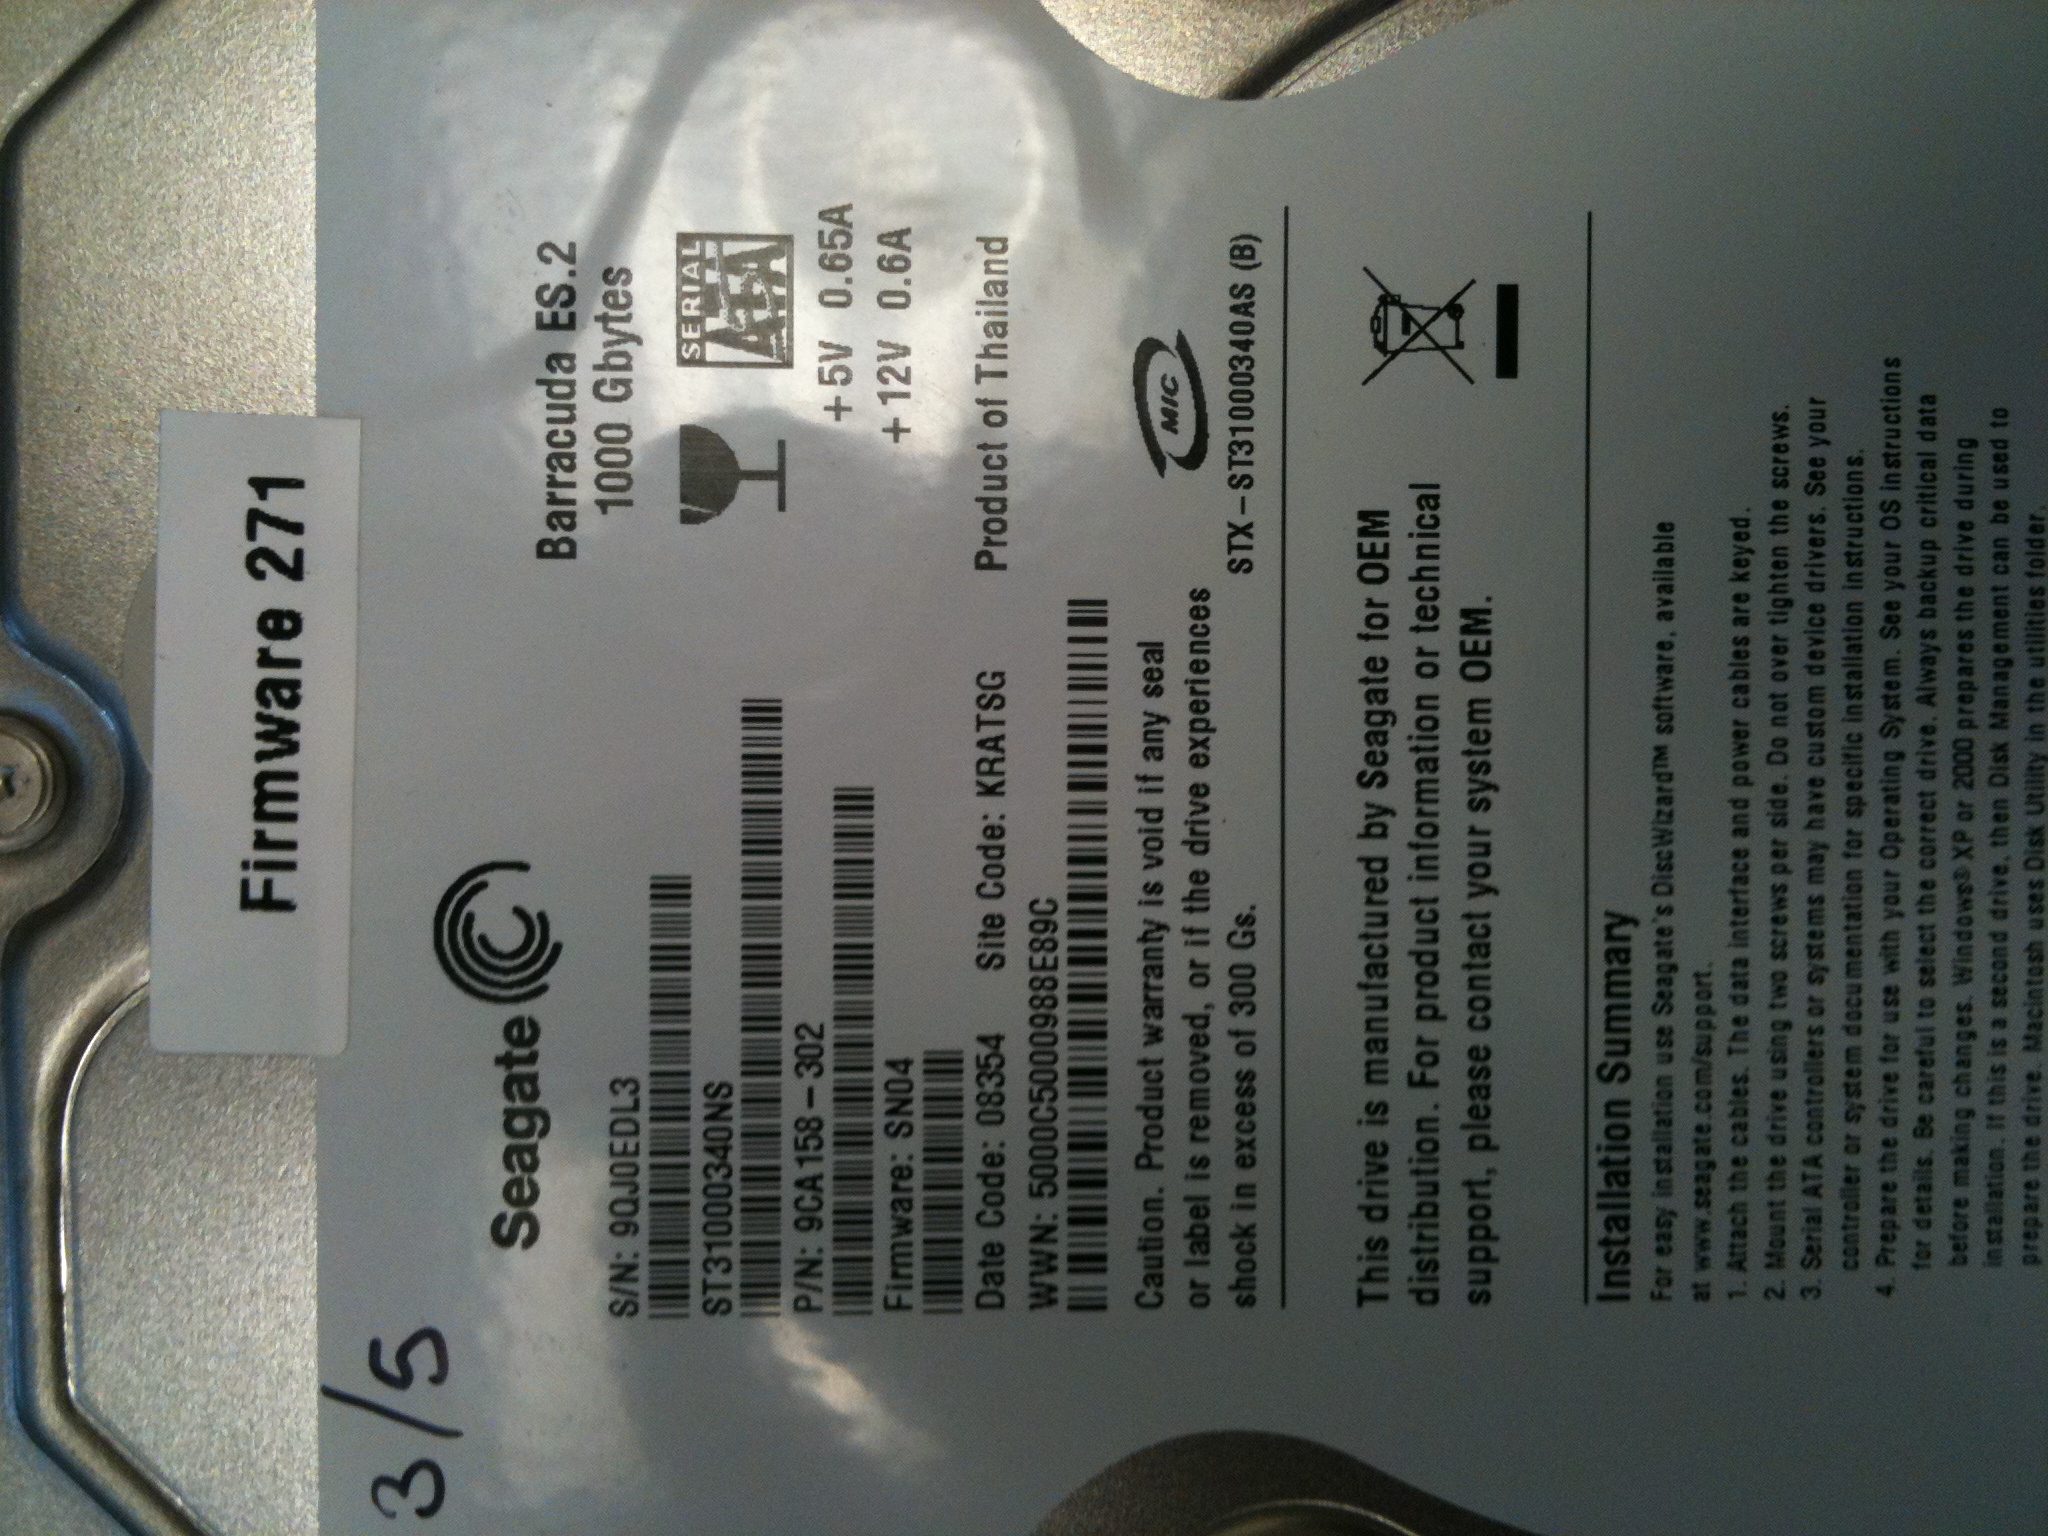 3/5
Firmware 271
Seagate
Barracuda ES.2
1000 Gbytes
S/N: 9QJ0EDL3
ST31000340NS
SERIAL
ATA
P/N: 9CA158-302
+5V 0.65A
Firmware: SN04
+12V 0.6A
Date Code: 08354 Site Code: KRATSG Product of Thailand
WWN: 5000C5000988E89C
Caution. Product warranty is void if any seal
or label is removed, or if the drive experiences
shock in excess of 300 Gs.
MIC
STX-ST31000340AS (B)
This drive is manufactured by Seagate for OEM
distribution. For product information or technical
support, please contact your system OEM.
Installation Summary
For easy installation use Seagate's DiscWizard™ software, available
at www.seagate.com/support.
1. Attach the cables. The data interface and power cables are keyed.
2. Mount the drive using two screws per side. Do not over tighten the screws.
3. Serial ATA controllers or systems may have custom device drivers. See your
controller or system documentation for specific installation instructions.
4. Prepare the drive for use with your Operating System. See your OS instructions
for details. Be careful to select the correct drive. Always backup critical data
before making changes. Windows® XP or 2000 prepares the drive during
installation. If this is a second drive, then Disk Management can be used to
prepare the drive. Macintosh uses Disk Utility in the utilities folder.